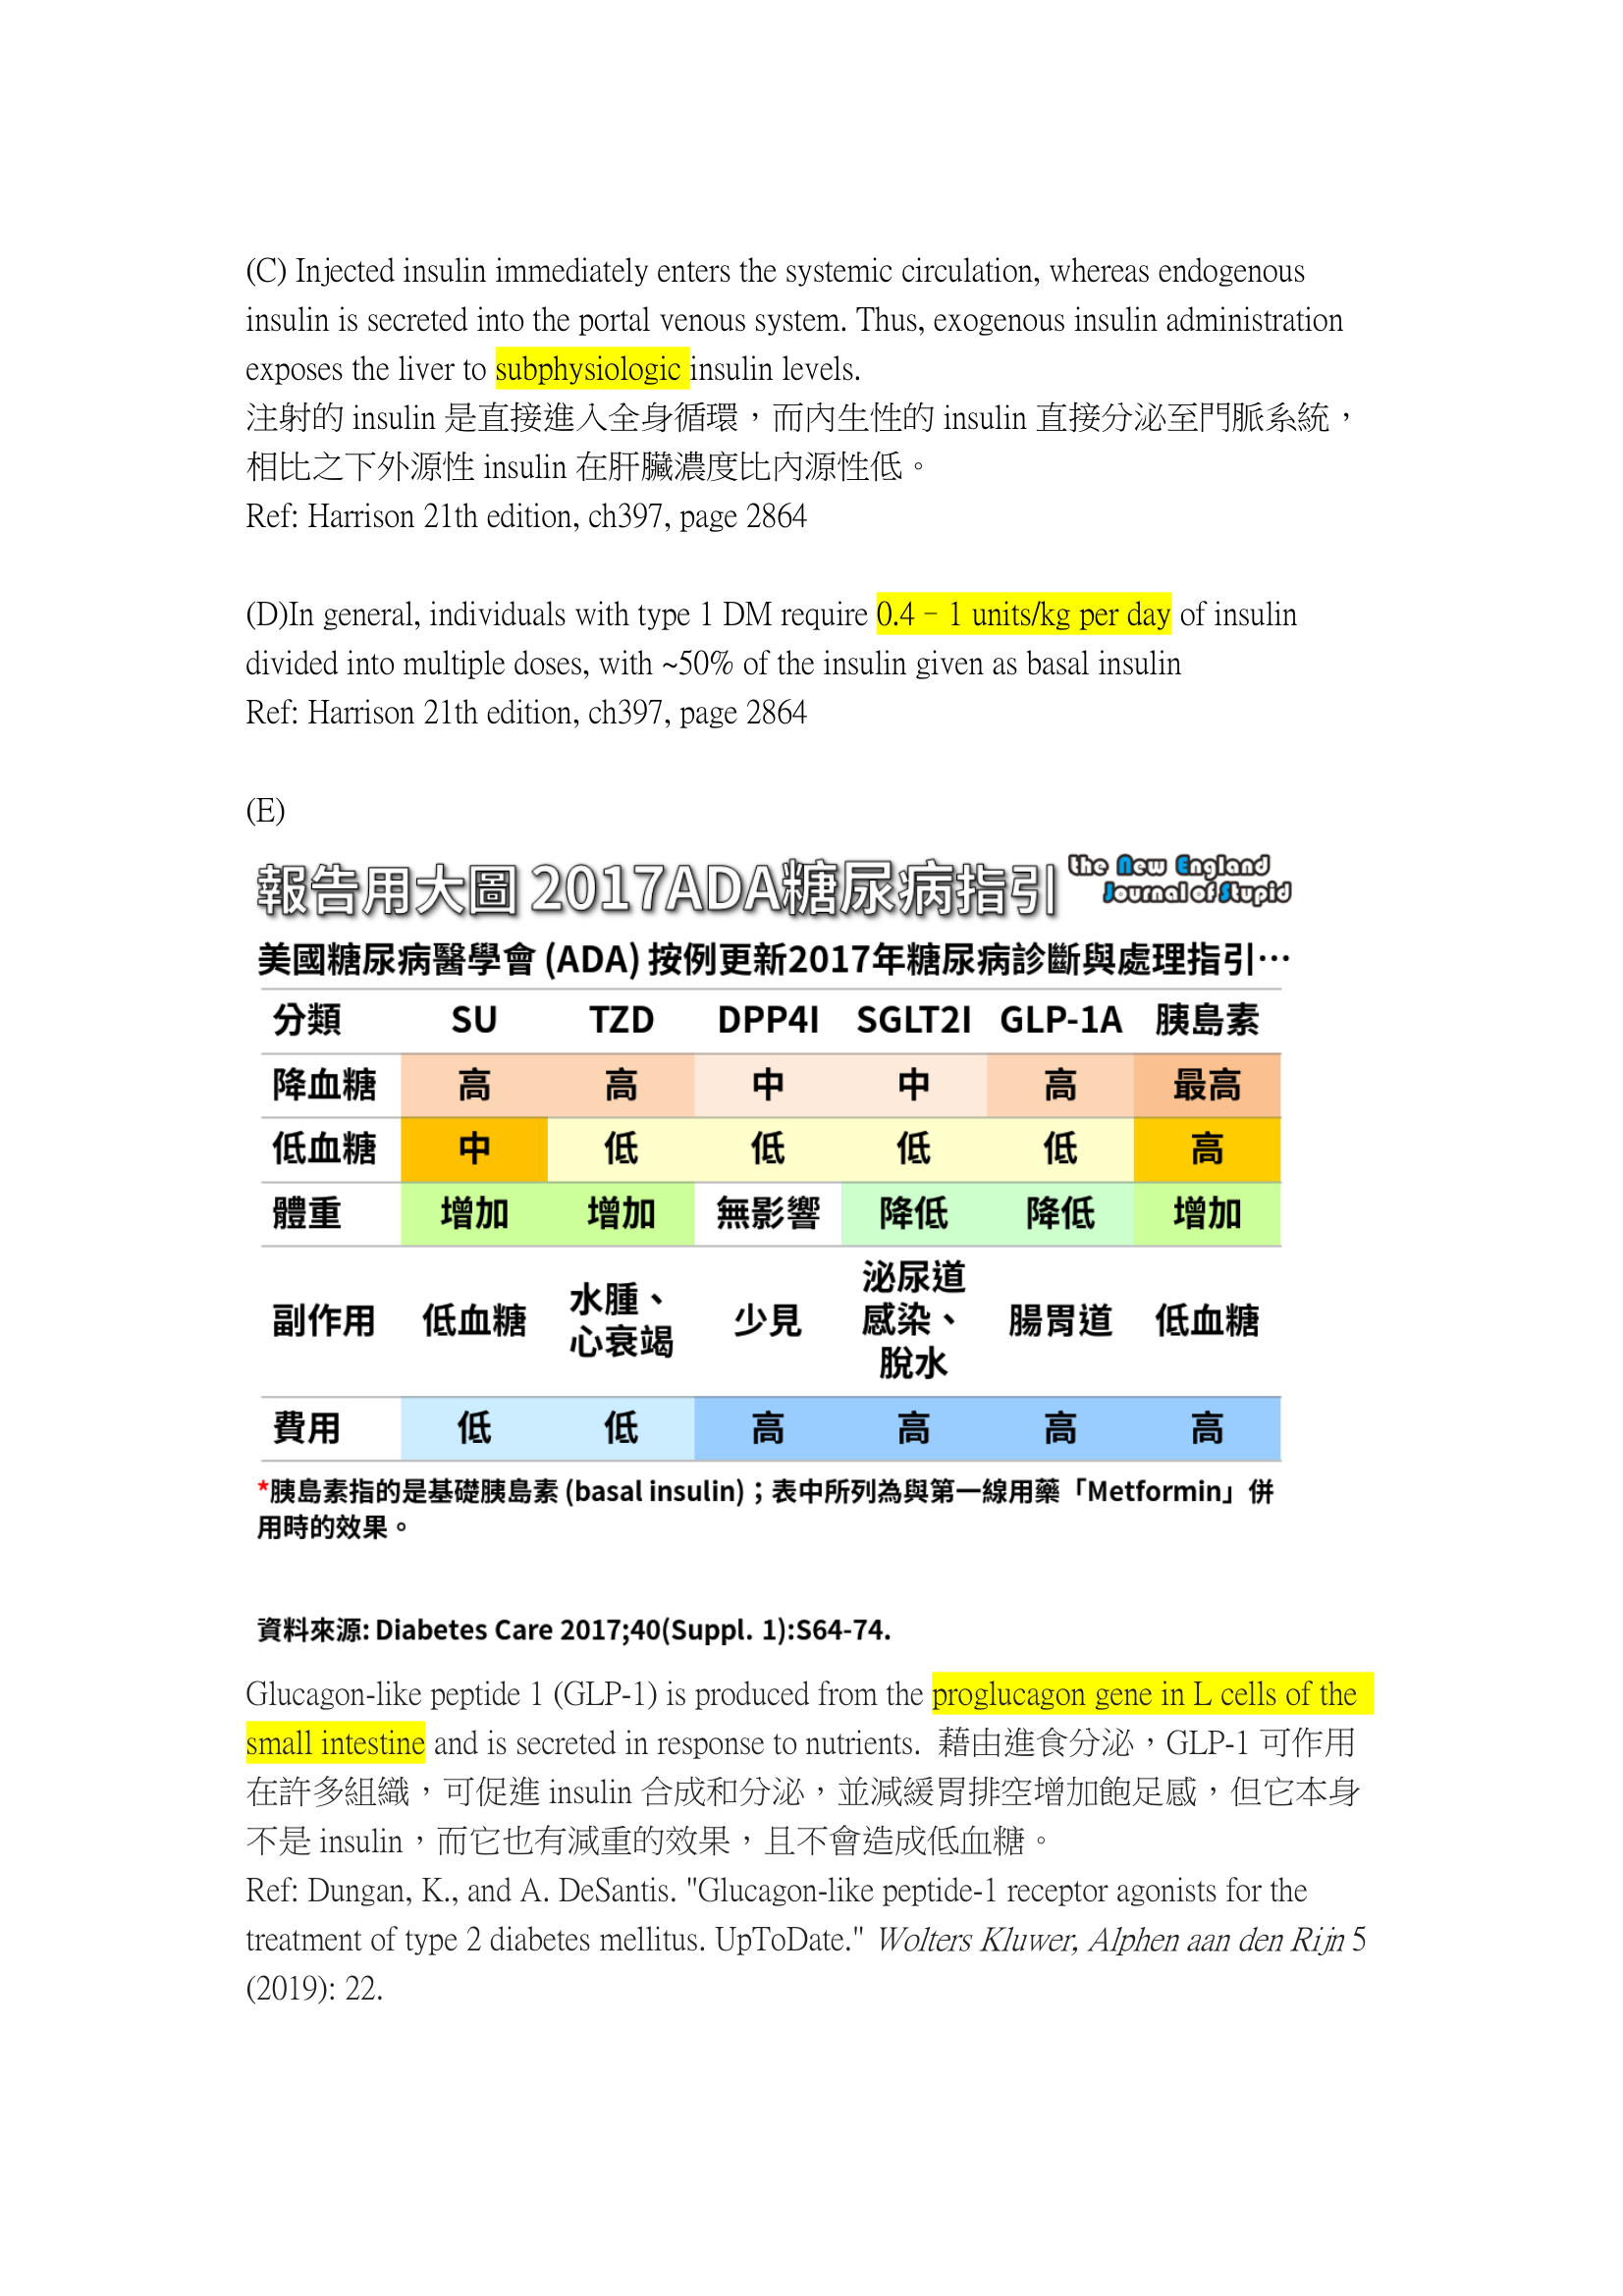 (C) Injected insulin immediately enters the systemic circulation, whereas endogenous
insulin is secreted into the portal venous system. Thus, exogenous insulin administration
exposes the liver to subphysiologic insulin levels.
注射的 insulin 是直接進入全身循環，而內生性的 insulin 直接分泌至門脈系統，
相比之下外源性 insulin 在肝臟濃度比內源性低。
Ref: Harrison 21th edition, ch397, page 2864
(D)In general, individuals with type 1 DM require 0.4–1 units/kg per day of insulin
divided into multiple doses, with ~50% of the insulin given as basal insulin
Ref: Harrison 21th edition, ch397, page 2864
(E)
報告用大圖 2017ADA糖尿病指引 the New England
Journal of Stupid
美國糖尿病醫學會 (ADA) 按例更新2017年糖尿病診斷與處理指引…
分類 SU TZD DPP4I SGLT2I GLP-1A 胰島素
降血糖 高 高 中 中 高 最高
低血糖 中 低 低 低 低 高
體重 增加 增加 無影響 降低 降低 增加
副作用 低血糖 水腫、心衰竭 少見 泌尿道感染、脫水 腸胃道 低血糖
費用 低 低 高 高 高 高
*胰島素指的是基礎胰島素 (basal insulin)；表中所列為與第一線用藥「Metformin」併
用時的效果。
資料來源: Diabetes Care 2017;40(Suppl. 1):S64-74.
Glucagon-like peptide 1 (GLP-1) is produced from the proglucagon gene in L cells of the
small intestine and is secreted in response to nutrients. 藉由進食分泌，GLP-1 可作用
在許多組織，可促進 insulin 合成和分泌，並減緩胃排空增加飽足感，但它本身
不是 insulin，而它也有減重的效果，且不會造成低血糖。
Ref: Dungan, K., and A. DeSantis. "Glucagon-like peptide-1 receptor agonists for the
treatment of type 2 diabetes mellitus. UpToDate." Wolters Kluwer, Alphen aan den Rijn 5
(2019): 22.